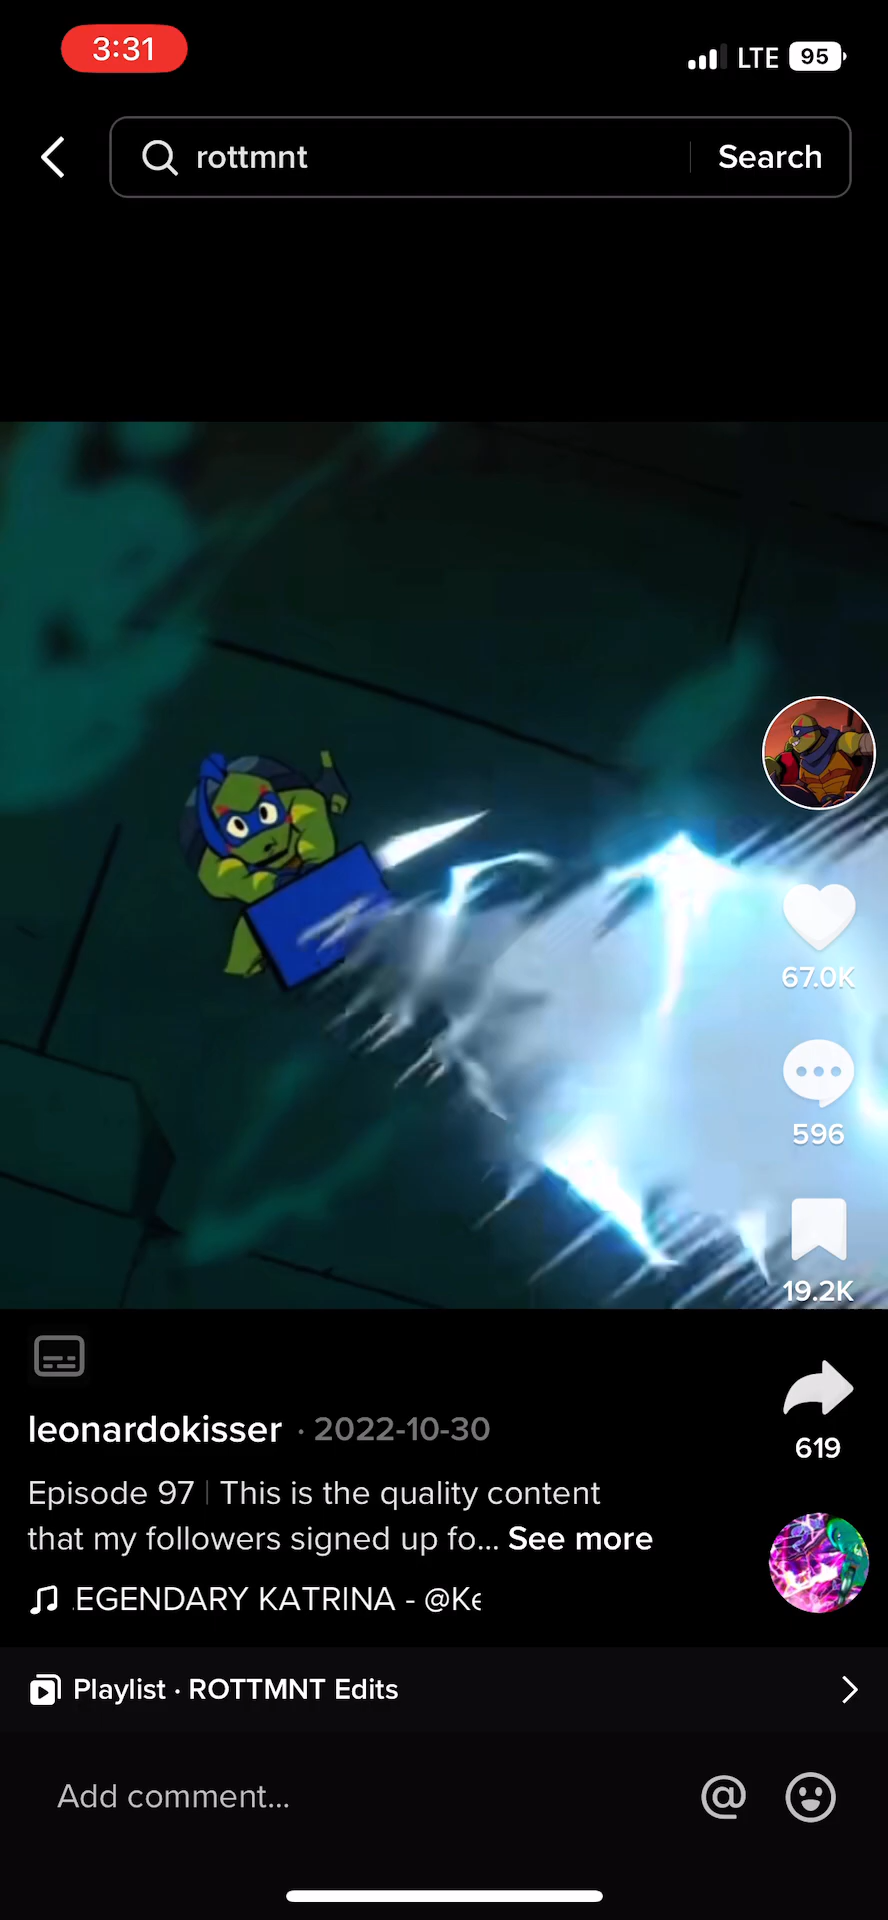 3:31
LTE 95
rottmnt
Search
67.0K
596
19.2K
leonardokisser · 2022-10-30
619
Episode 97 | This is the quality content
that my followers signed up fo... See more
EGENDARY KATRINA - @Ke
Playlist · ROTTMNT Edits
Add comment...